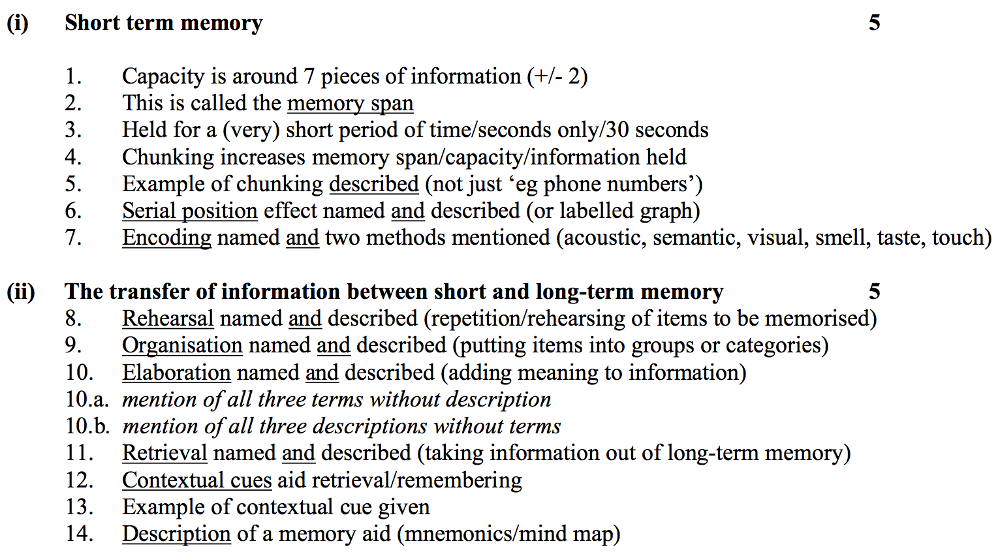 (i) Short term memory 5
1. Capacity is around 7 pieces of information (+/- 2)
2. This is called the memory span
3. Held for a (very) short period of time/seconds only/30 seconds
4. Chunking increases memory span/capacity/information held
5. Example of chunking described (not just ‘eg phone numbers’)
6. Serial position effect named and described (or labelled graph)
7. Encoding named and two methods mentioned (acoustic, semantic, visual, smell, taste, touch)
(ii) The transfer of information between short and long-term memory 5
8. Rehearsal named and described (repetition/rehearsing of items to be memorised)
9. Organisation named and described (putting items into groups or categories)
10. Elaboration named and described (adding meaning to information)
10.a. mention of all three terms without description
10.b. mention of all three descriptions without terms
11. Retrieval named and described (taking information out of long-term memory)
12. Contextual cues aid retrieval/remembering
13. Example of contextual cue given
14. Description of a memory aid (mnemonics/mind map)